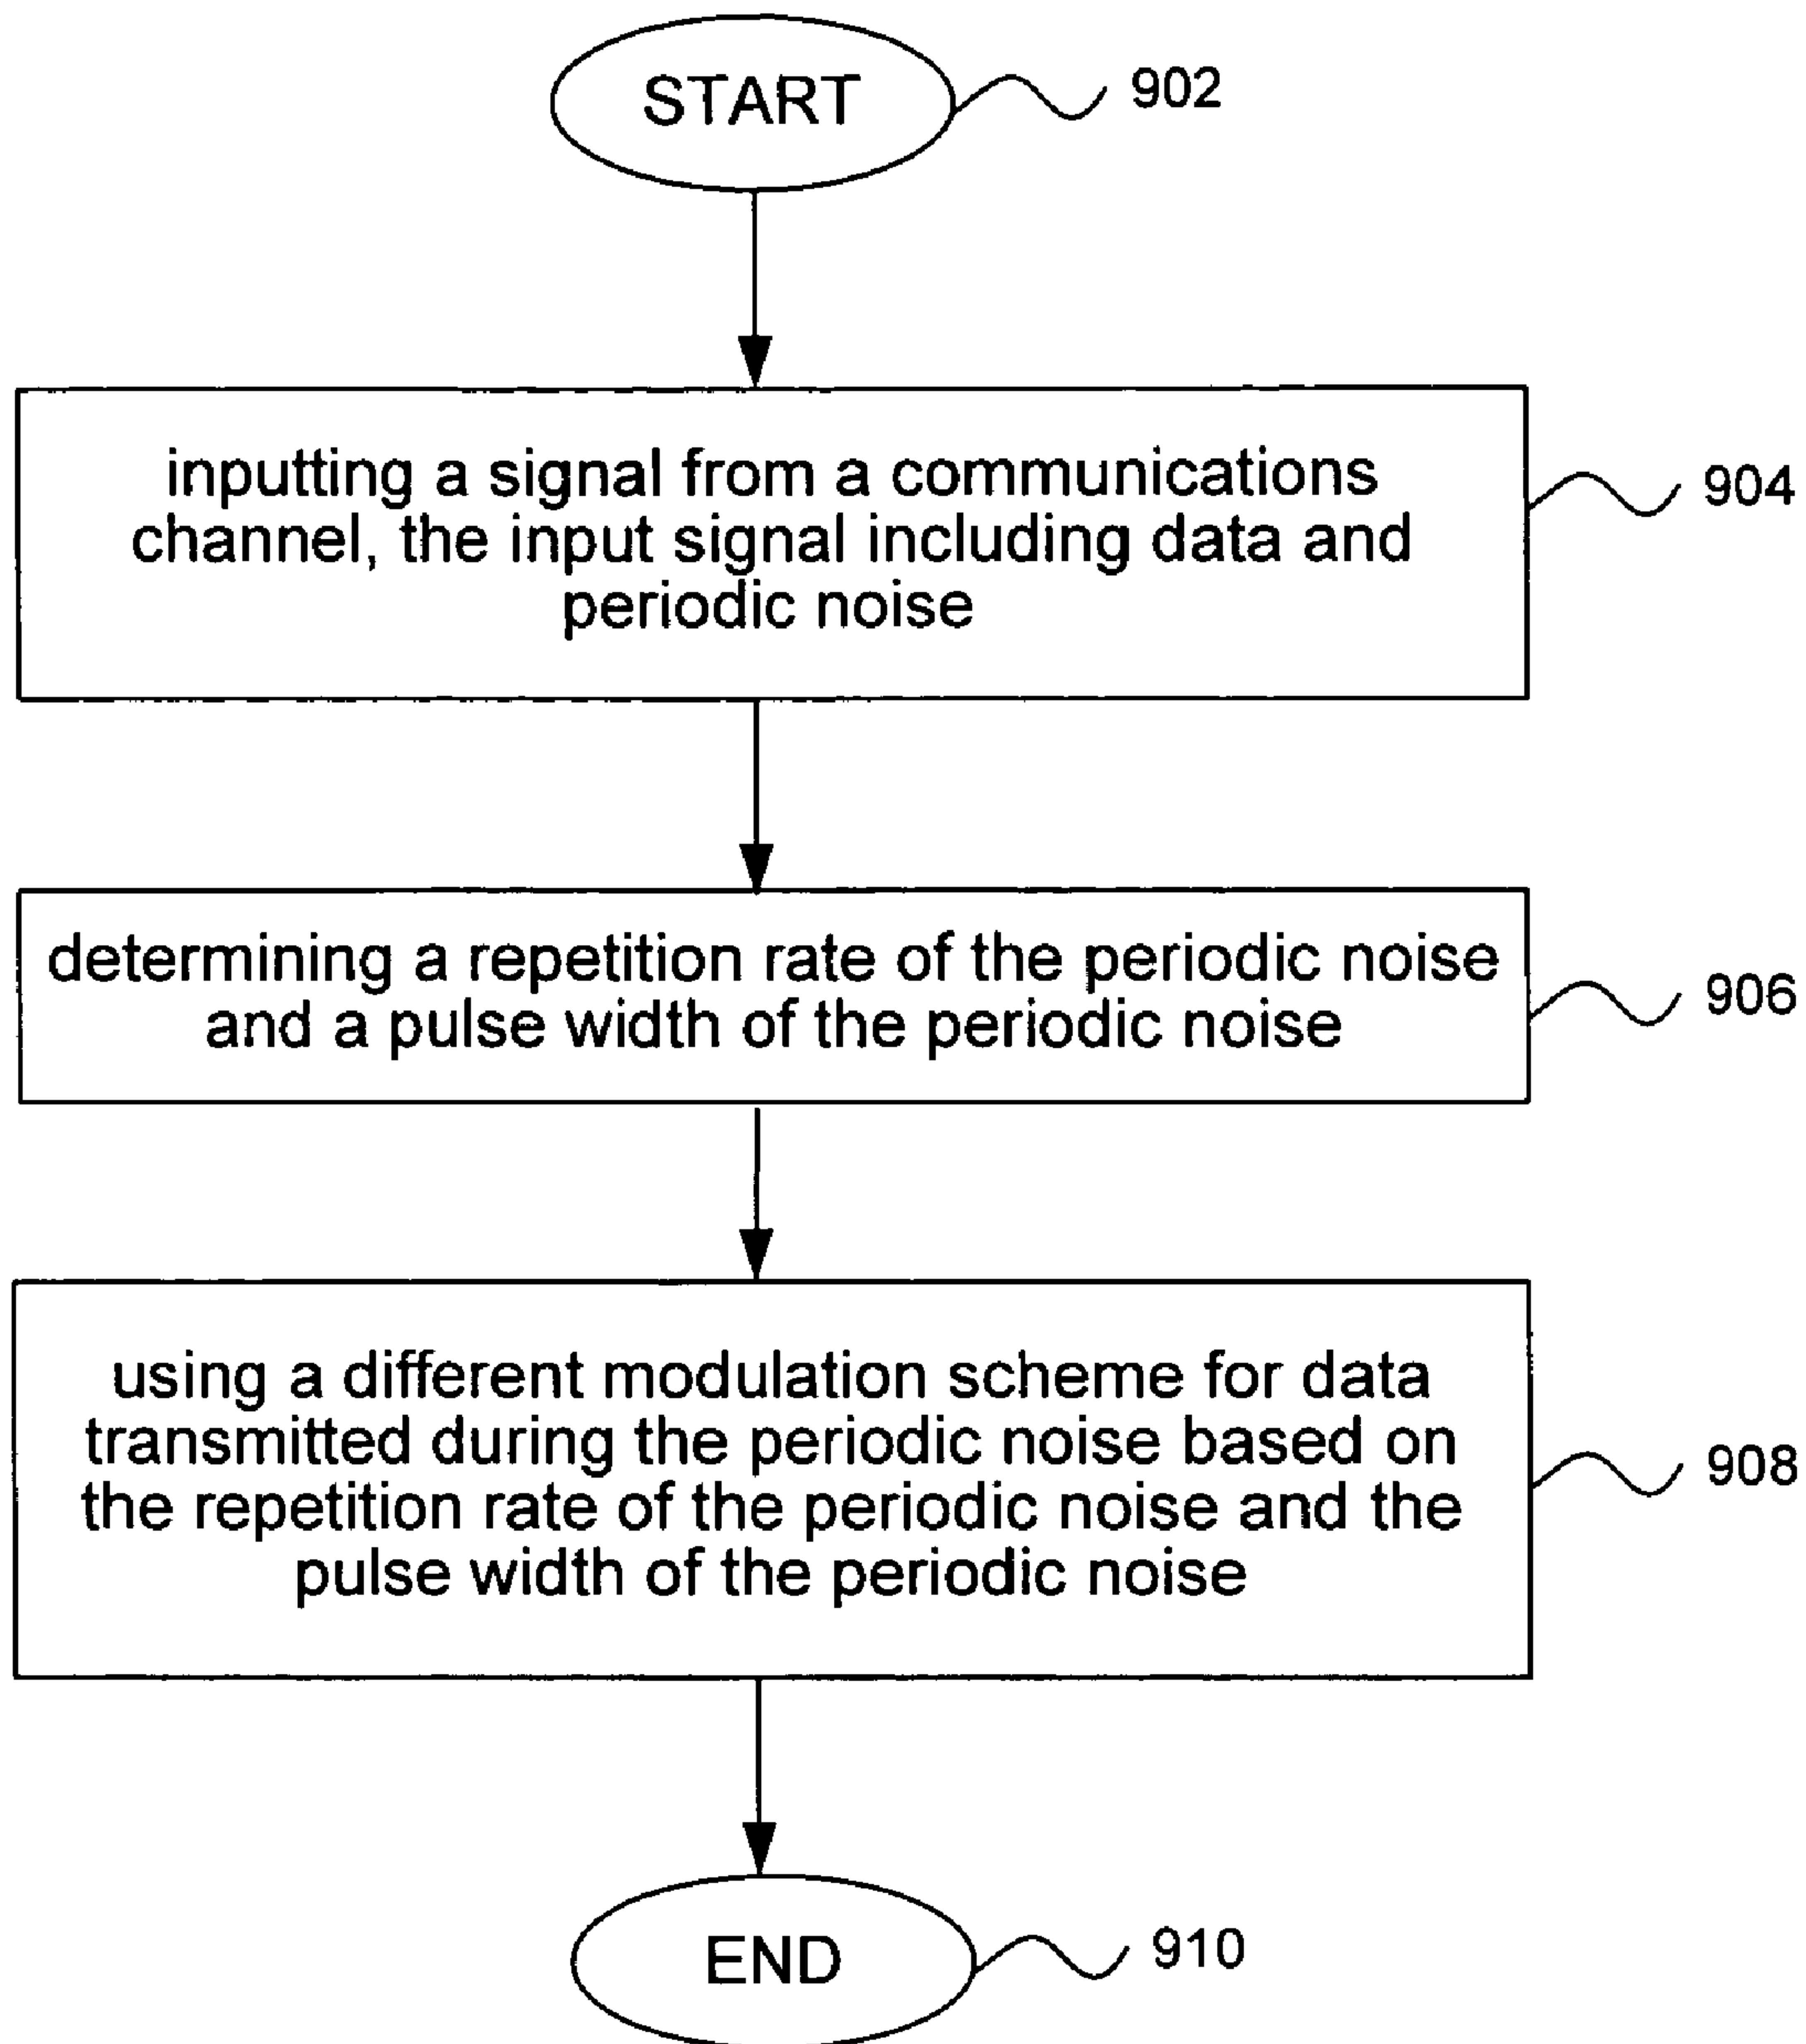 START
902
inputting a signal from a communications
channel, the input signal including data and
periodic noise
904
determining a repetition rate of the periodic noise
and a pulse width of the periodic noise
906
using a different modulation scheme for data
transmitted during the periodic noise based on
the repetition rate of the periodic noise and the
pulse width of the periodic noise
908
END
910